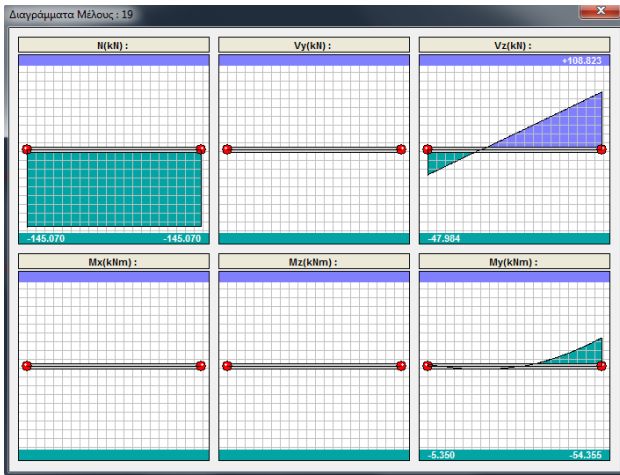 Διαγράμματα Μέλους : 19
N(kN) :
Vy(kN) :
Vz(kN) :
+108.823
-145.070 -145.070
-47.984
Mx(kNm) :
Mz(kNm) :
My(kNm) :
-5.350 -54.355